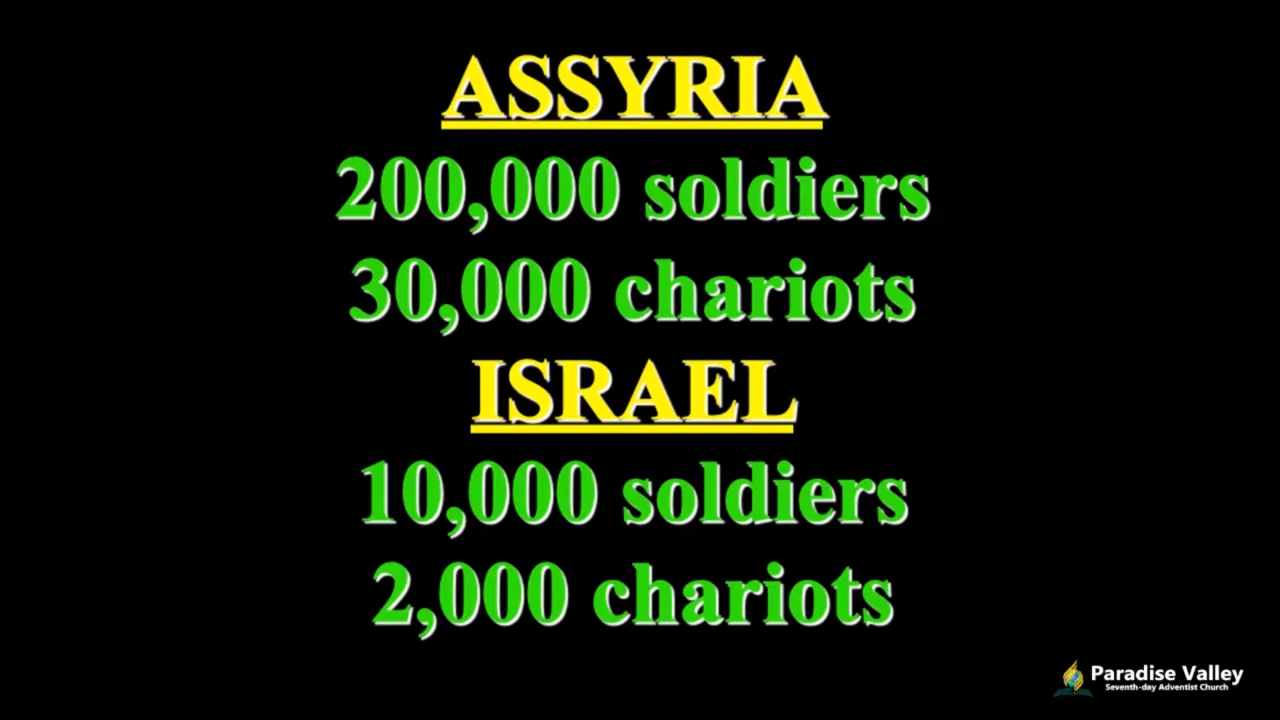 ASSYRIA
200,000 soldiers
30,000 chariots
ISRAEL
10,000 soldiers
2,000 chariots
Paradise Valley
Seventh-day Adventist Church